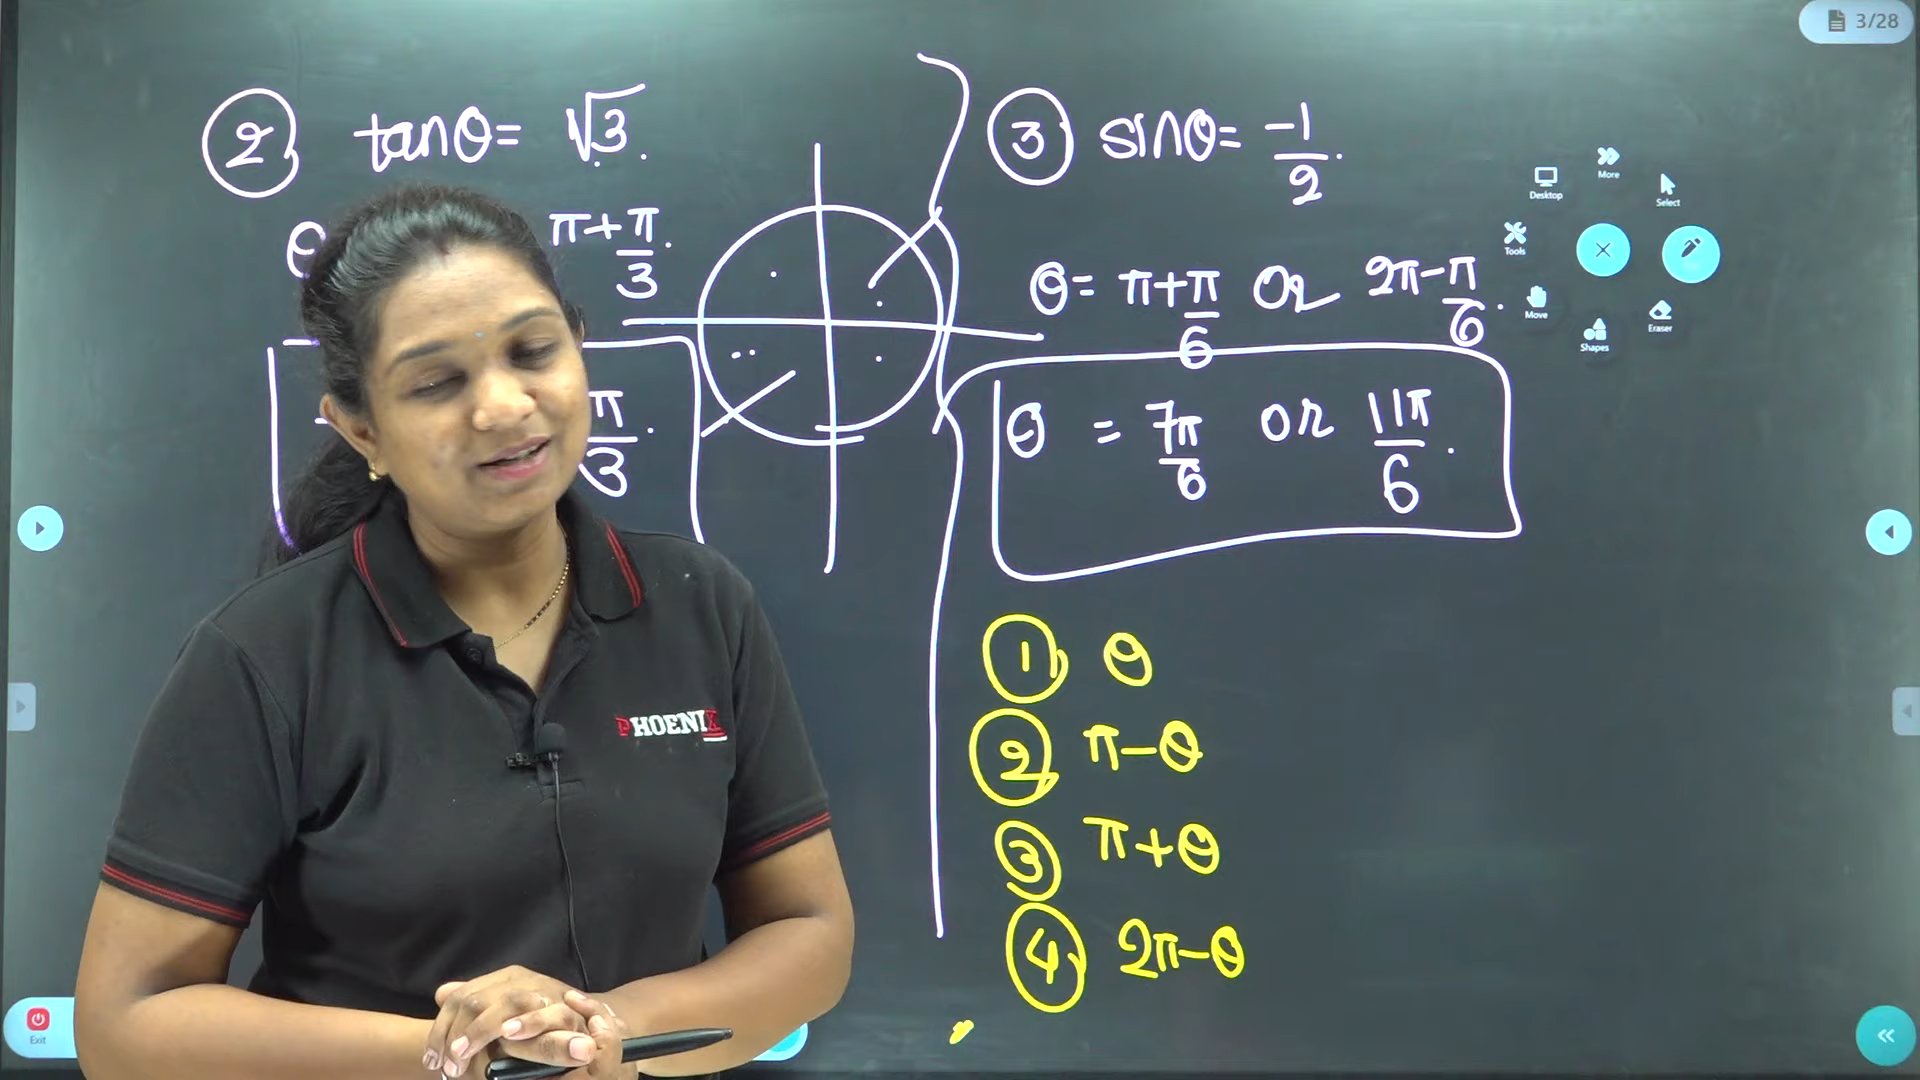 3/28
② tanθ = √3.
θ
π + π/3.
π/3.
③ sinθ = -1/2.
θ = π + π/6 or 2π - π/6.
θ = 7π/6 or 11π/6.
① θ
② π - θ
③ π + θ
④ 2π - θ
More
Desktop
Select
Tools
Move
Eraser
Shapes
PHOENIX
Exit